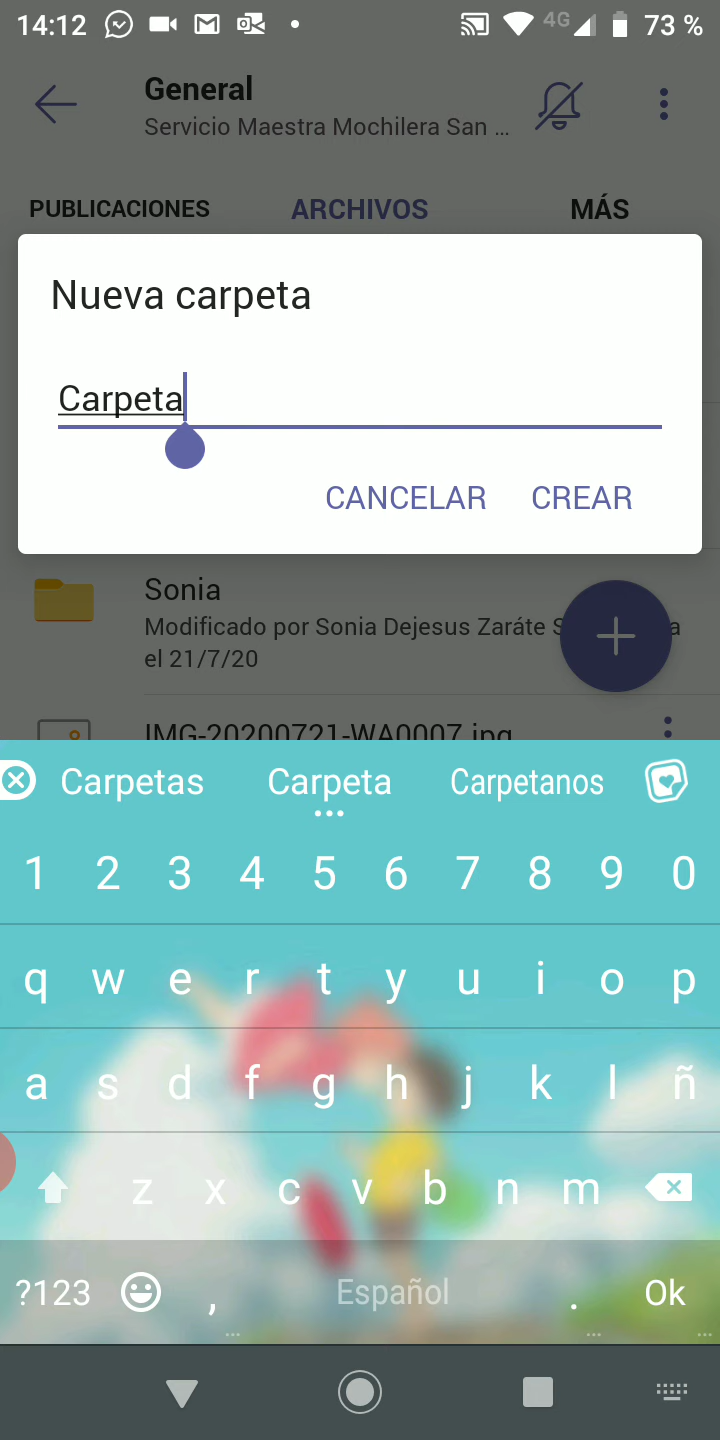 14:12 4G 73 %
General
Servicio Maestra Mochilera San ...
PUBLICACIONES ARCHIVOS MÁS
Nueva carpeta
Carpeta
CANCELAR CREAR
Sonia
Modificado por Sonia Dejesus Zaráte S a
el 21/7/20
IMG-20200721-WA0007.jpg
Carpetas Carpeta Carpetanos
1 2 3 4 5 6 7 8 9 0
q w e r t y u i o p
a s d f g h j k l ñ
z x c v b n m
?123 , Español . Ok